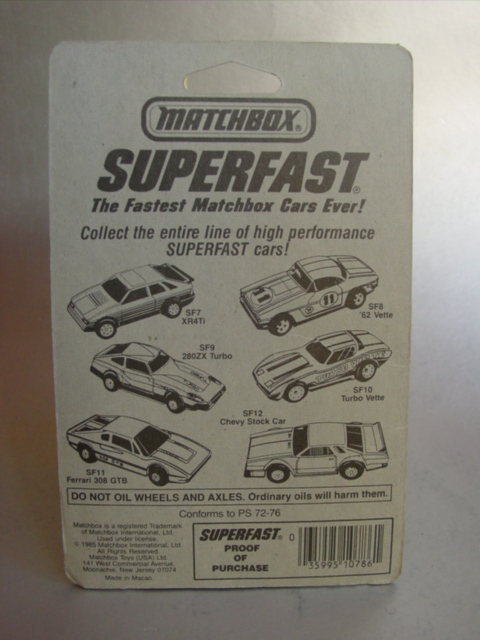 MATCHBOX®
SUPERFAST®
The Fastest Matchbox Cars Ever!
Collect the entire line of high performance
SUPERFAST cars!
SF7
XR4Ti
SF8
'62 Vette
SF9
280ZX Turbo
SF10
Turbo Vette
SF11
Ferrari 308 GTB
SF12
Chevy Stock Car
DO NOT OIL WHEELS AND AXLES. Ordinary oils will harm them.
Conforms to PS 72-76
Matchbox is a registered Trademark
of Matchbox International, Ltd.
Used under license.
© 1985 Matchbox International, Ltd.
All Rights Reserved.
Matchbox Toys (USA) Ltd.
141 West Commercial Avenue
Moonachie, New Jersey 07074
Made in Macao
SUPERFAST®
PROOF
OF
PURCHASE
0 35995 10786